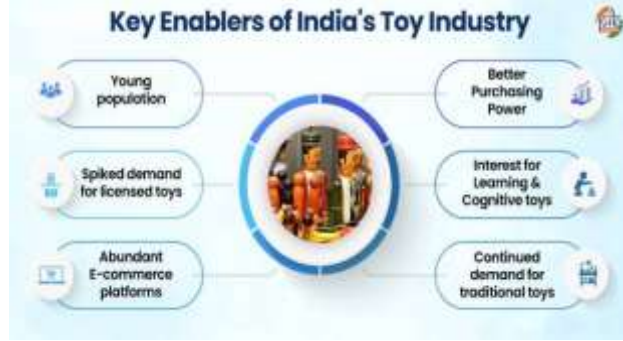 Key Enablers of India's Toy Industry
Young
population
Spiked demand
for licensed toys
Abundant
E-commerce
platforms
Better
Purchasing
Power
Interest for
Learning &
Cognitive toys
Continued
demand for
traditional toys